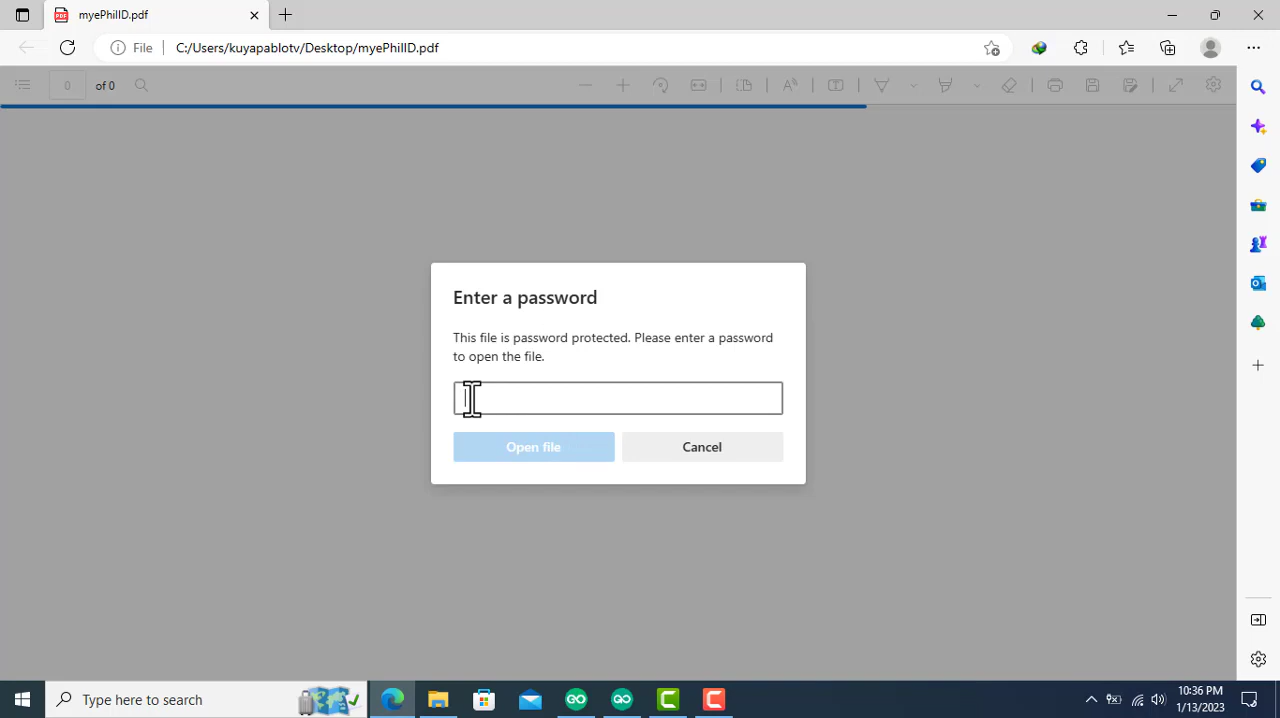 myePhilID.pdf
File
C:/Users/kuyapablotv/Desktop/myePhilID.pdf
0
of 0
Enter a password
This file is password protected. Please enter a password
to open the file.
Open file
Cancel
Type here to search
10:36 PM
1/13/2023